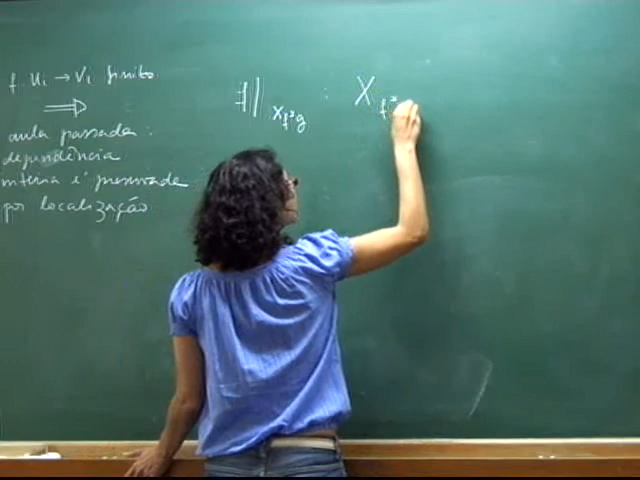 f: Ui → Vi finito
⇒
aula passada :
dependência
interna é preservada
por localização
f|| X_{f*g} : X_{f*